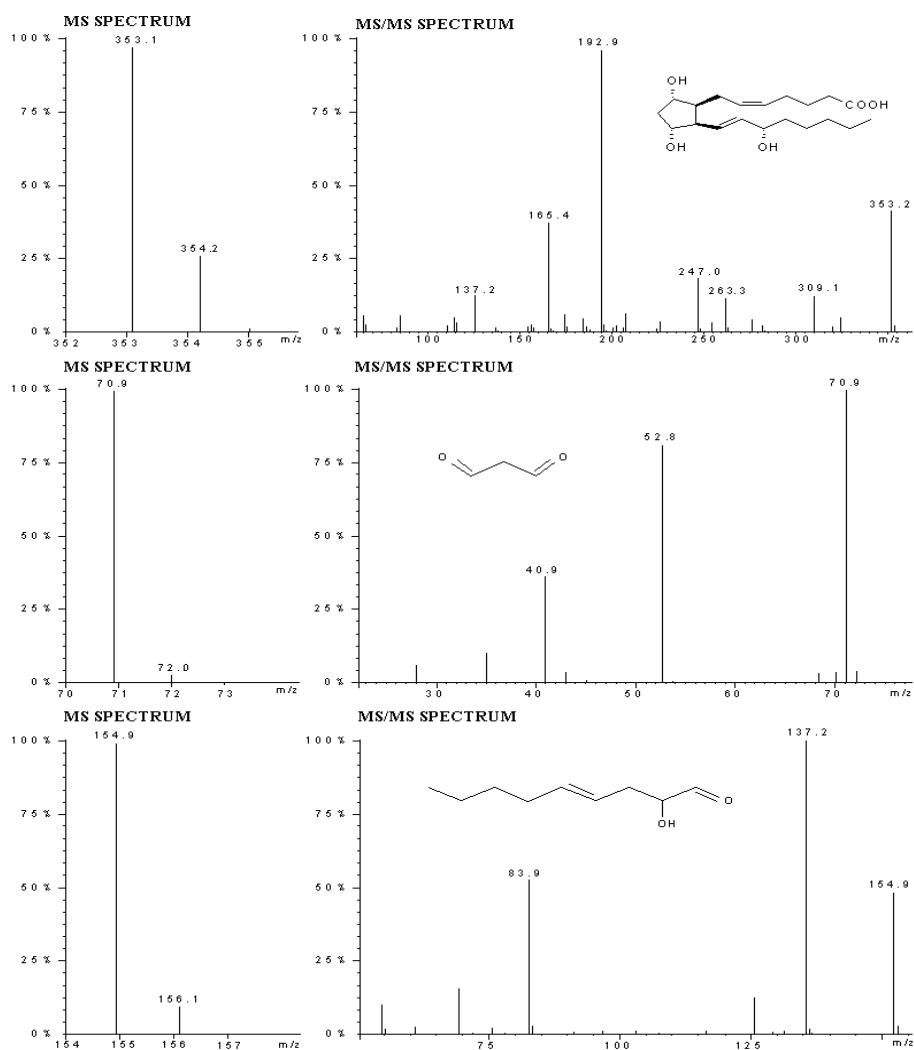 MS SPECTRUM
353.1
100 %
75 %
50 %
25 %
0 %
354.2
352 353 354 355 m/z
MS/MS SPECTRUM
192.9
100 %
75 %
50 %
25 %
0 %
165.4
137.2
247.0
263.3
309.1
353.2
OH
COOH
OH
OH
100 200 300 m/z
MS SPECTRUM
70.9
100 %
75 %
50 %
25 %
0 %
72.0
70 71 72 73 m/z
MS/MS SPECTRUM
70.9
100 %
75 %
50 %
25 %
0 %
52.8
40.9
O O
30 40 50 60 70 m/z
MS SPECTRUM
154.9
100 %
75 %
50 %
25 %
0 %
156.1
154 155 156 157 m/z
MS/MS SPECTRUM
137.2
100 %
75 %
50 %
25 %
0 %
83.9
154.9
O
OH
75 100 125 m/z